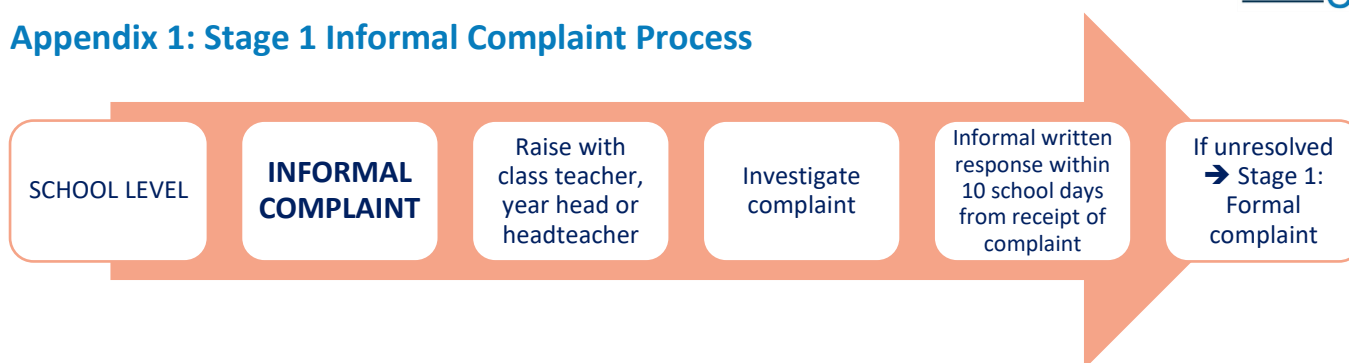 Appendix 1: Stage 1 Informal Complaint Process
SCHOOL LEVEL
INFORMAL
COMPLAINT
Raise with
class teacher,
year head or
headteacher
Investigate
complaint
Informal written
response within
10 school days
from receipt of
complaint
If unresolved
➔ Stage 1:
Formal
complaint